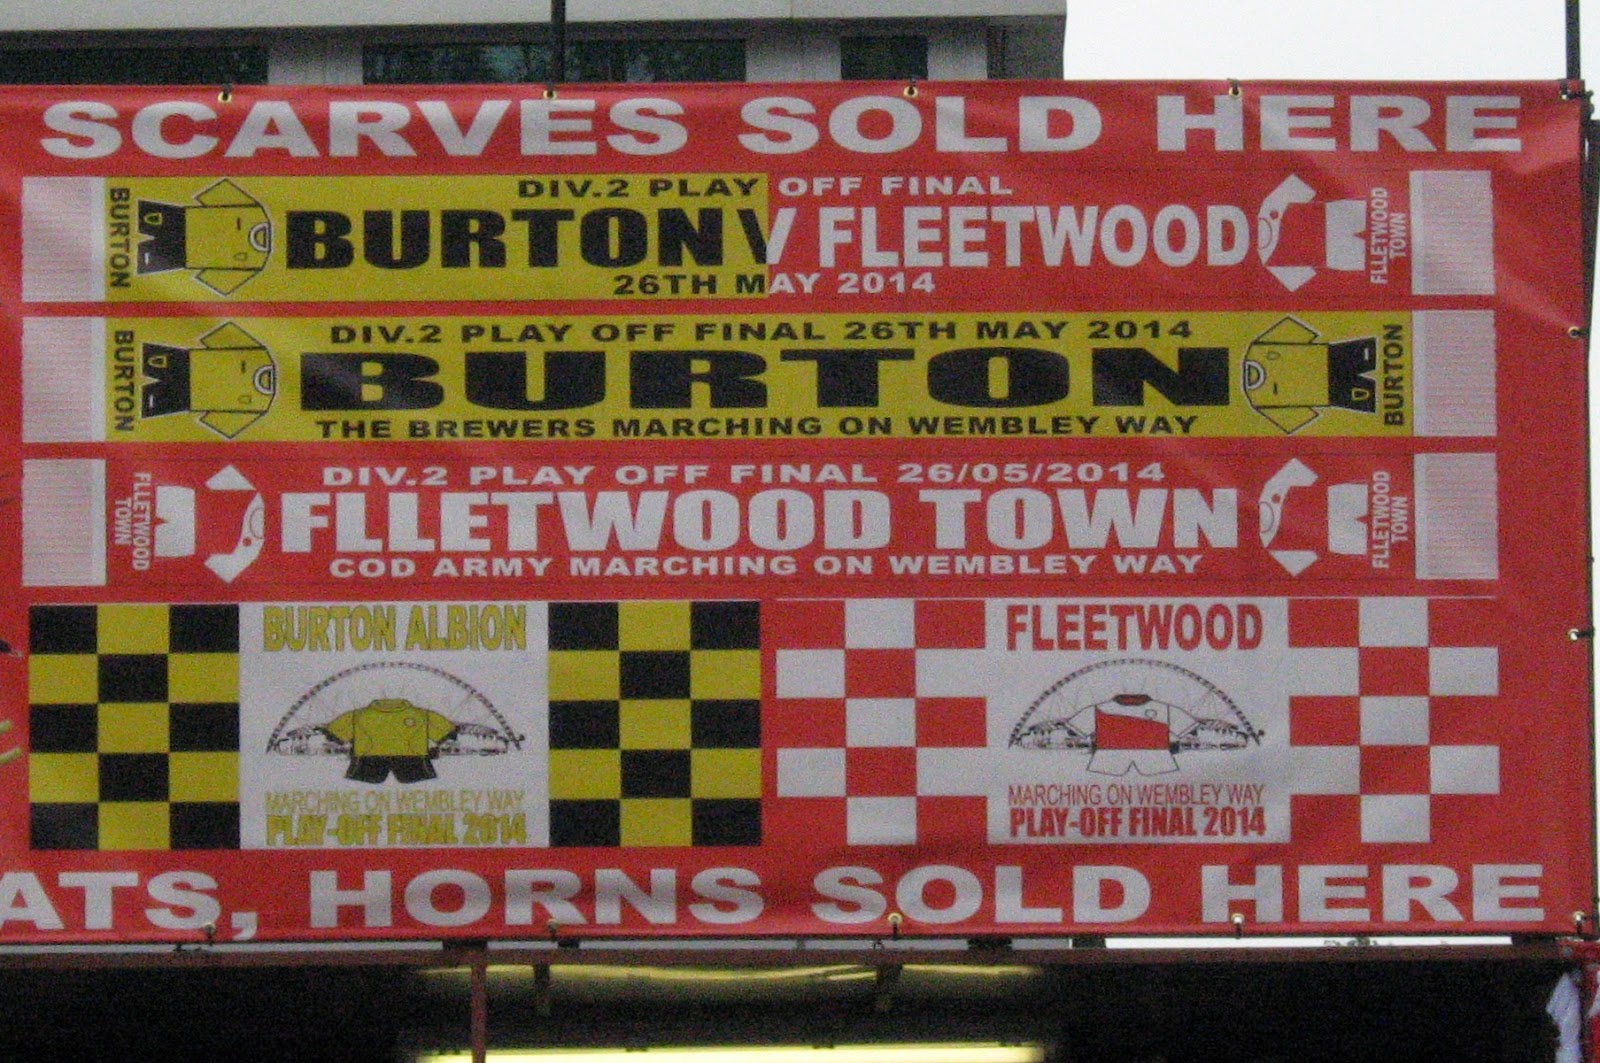 SCARVES SOLD HERE
DIV.2 PLAY OFF FINAL
BURTON
BURTON V FLEETWOOD
FLLETWOOD
TOWN
26TH MAY 2014
DIV.2 PLAY OFF FINAL 26TH MAY 2014
BURTON
BURTON
BURTON
THE BREWERS MARCHING ON WEMBLEY WAY
DIV.2 PLAY OFF FINAL 26/05/2014
FLLETWOOD
TOWN
FLLETWOOD TOWN
FLLETWOOD
TOWN
COD ARMY MARCHING ON WEMBLEY WAY
BURTON ALBION
MARCHING ON WEMBLEY WAY
PLAY-OFF FINAL 2014
FLEETWOOD
MARCHING ON WEMBLEY WAY
PLAY-OFF FINAL 2014
ATS, HORNS SOLD HERE